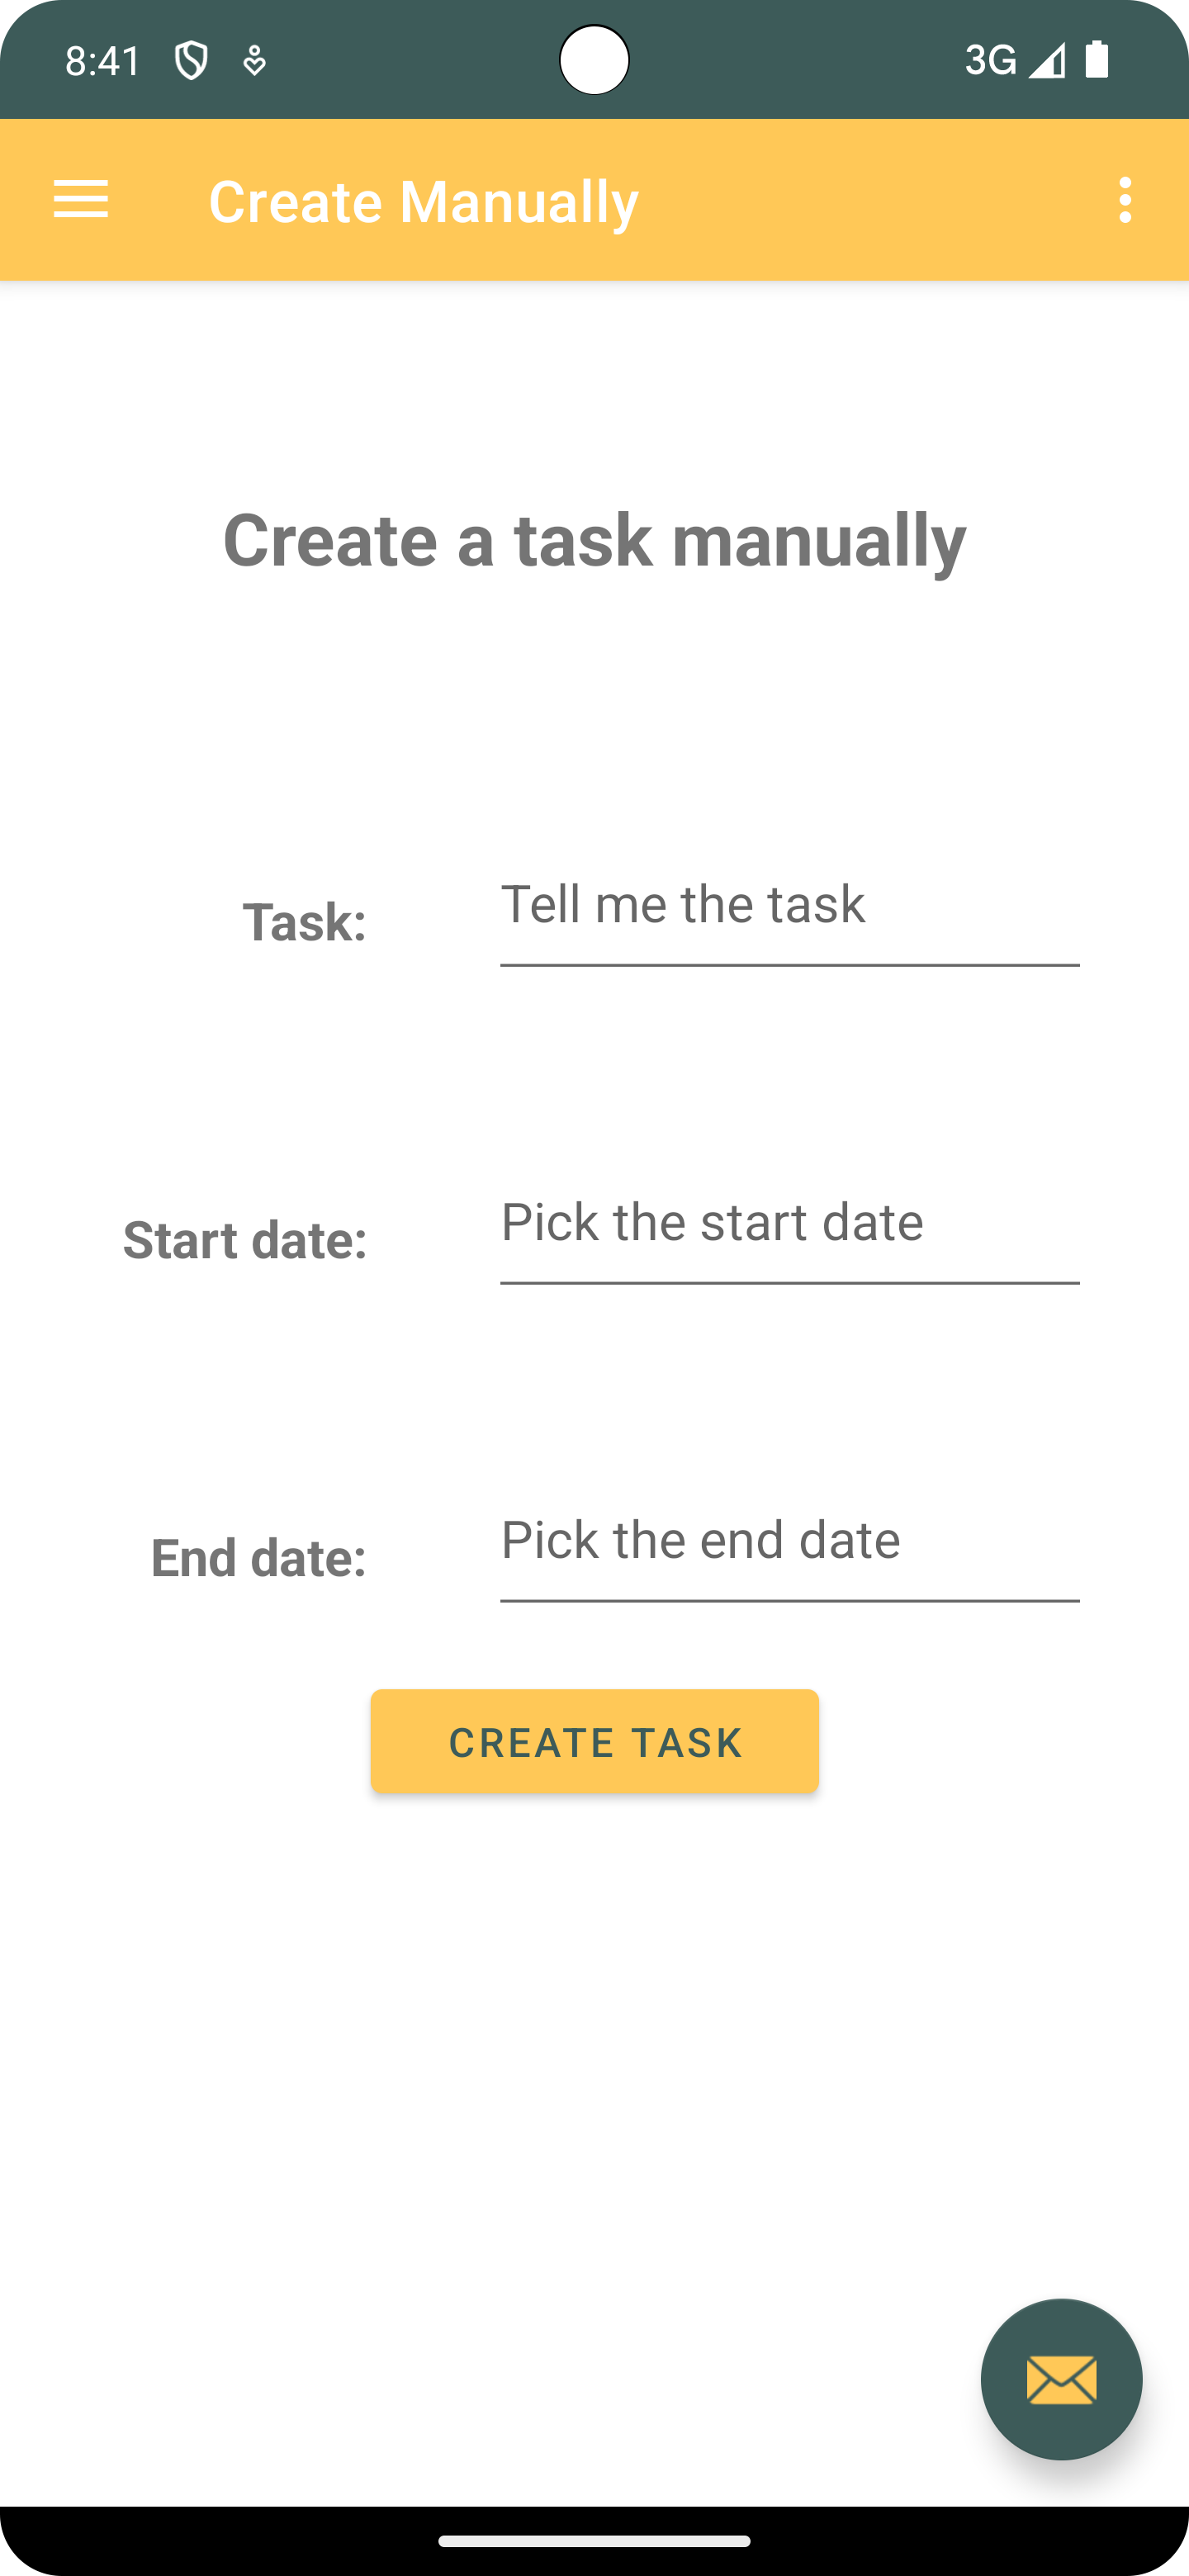 8:41 3G
Create Manually
Create a task manually
Task: Tell me the task
Start date: Pick the start date
End date: Pick the end date
CREATE TASK